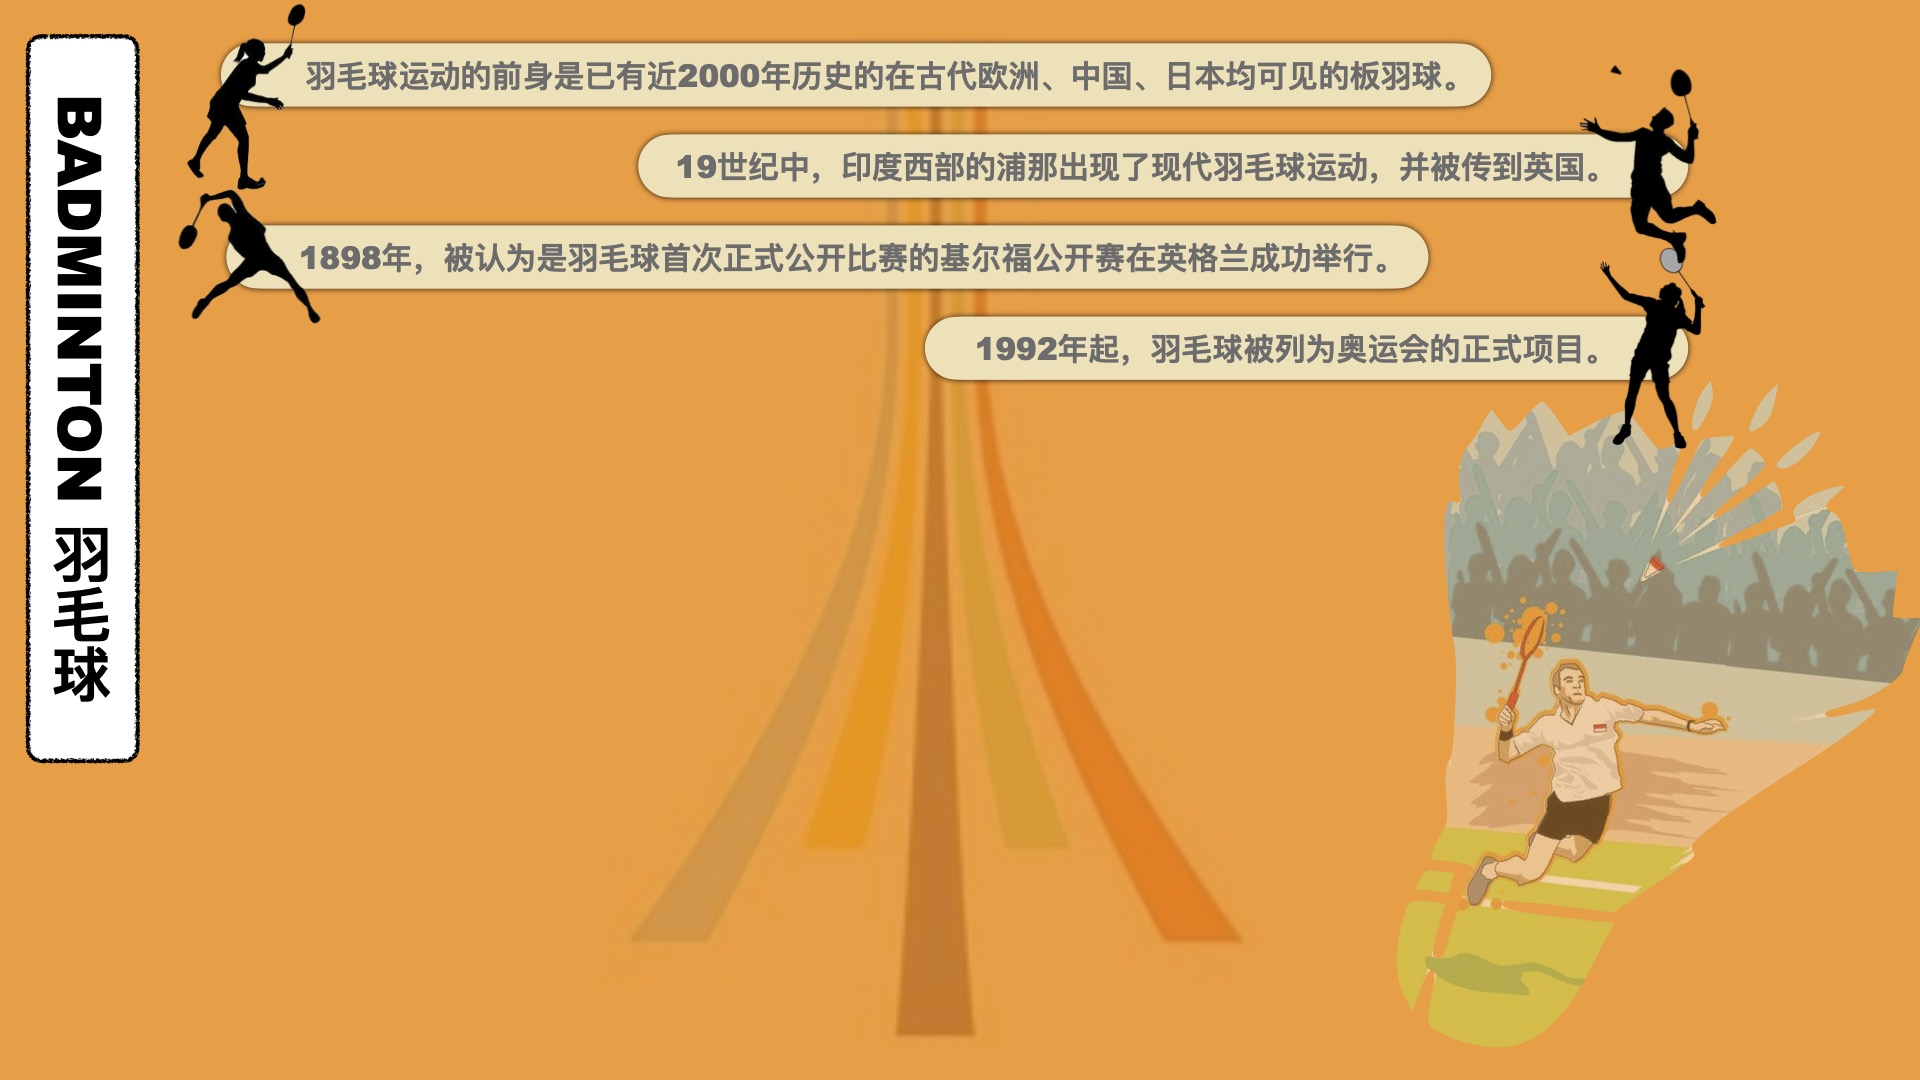 BADMINTON 羽毛球
羽毛球运动的前身是已有近2000年历史的在古代欧洲、中国、日本均可见的板羽球。
19世纪中，印度西部的浦那出现了现代羽毛球运动，并被传到英国。
1898年，被认为是羽毛球首次正式公开比赛的基尔福公开赛在英格兰成功举行。
1992年起，羽毛球被列为奥运会的正式项目。